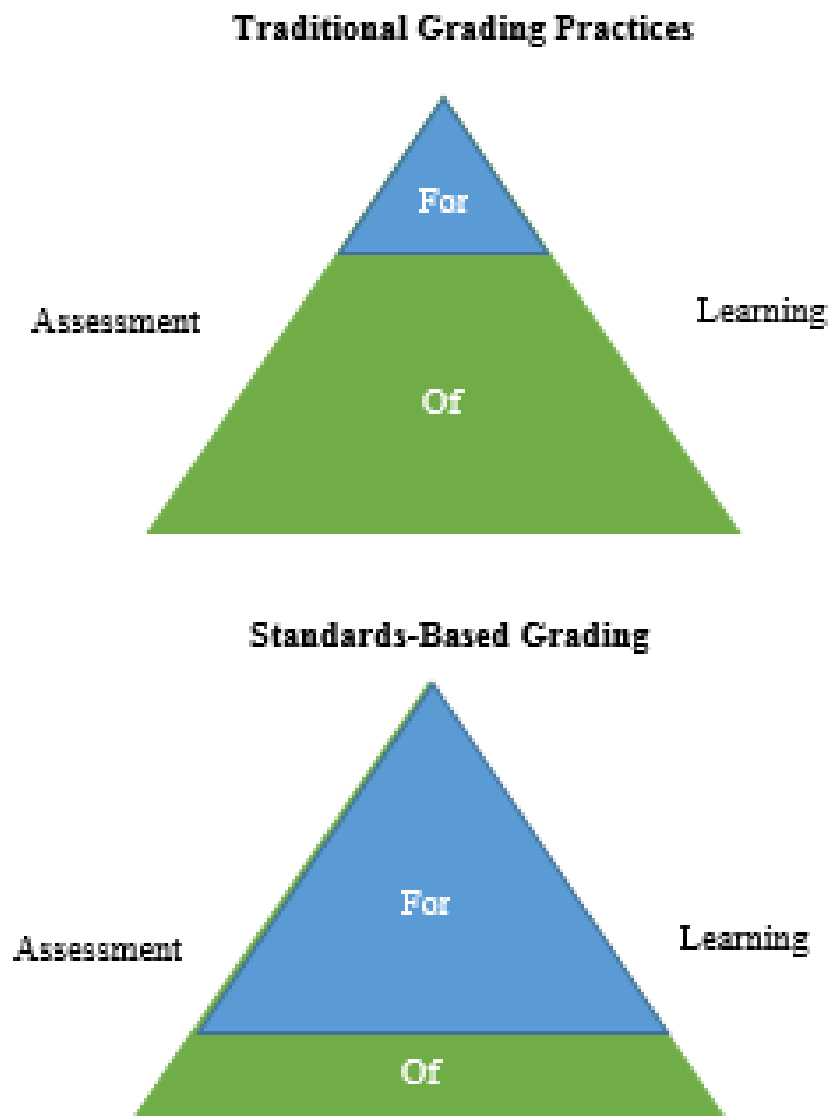 Traditional Grading Practices
For
Assessment
Learning
Of
Standards-Based Grading
For
Assessment
Learning
Of